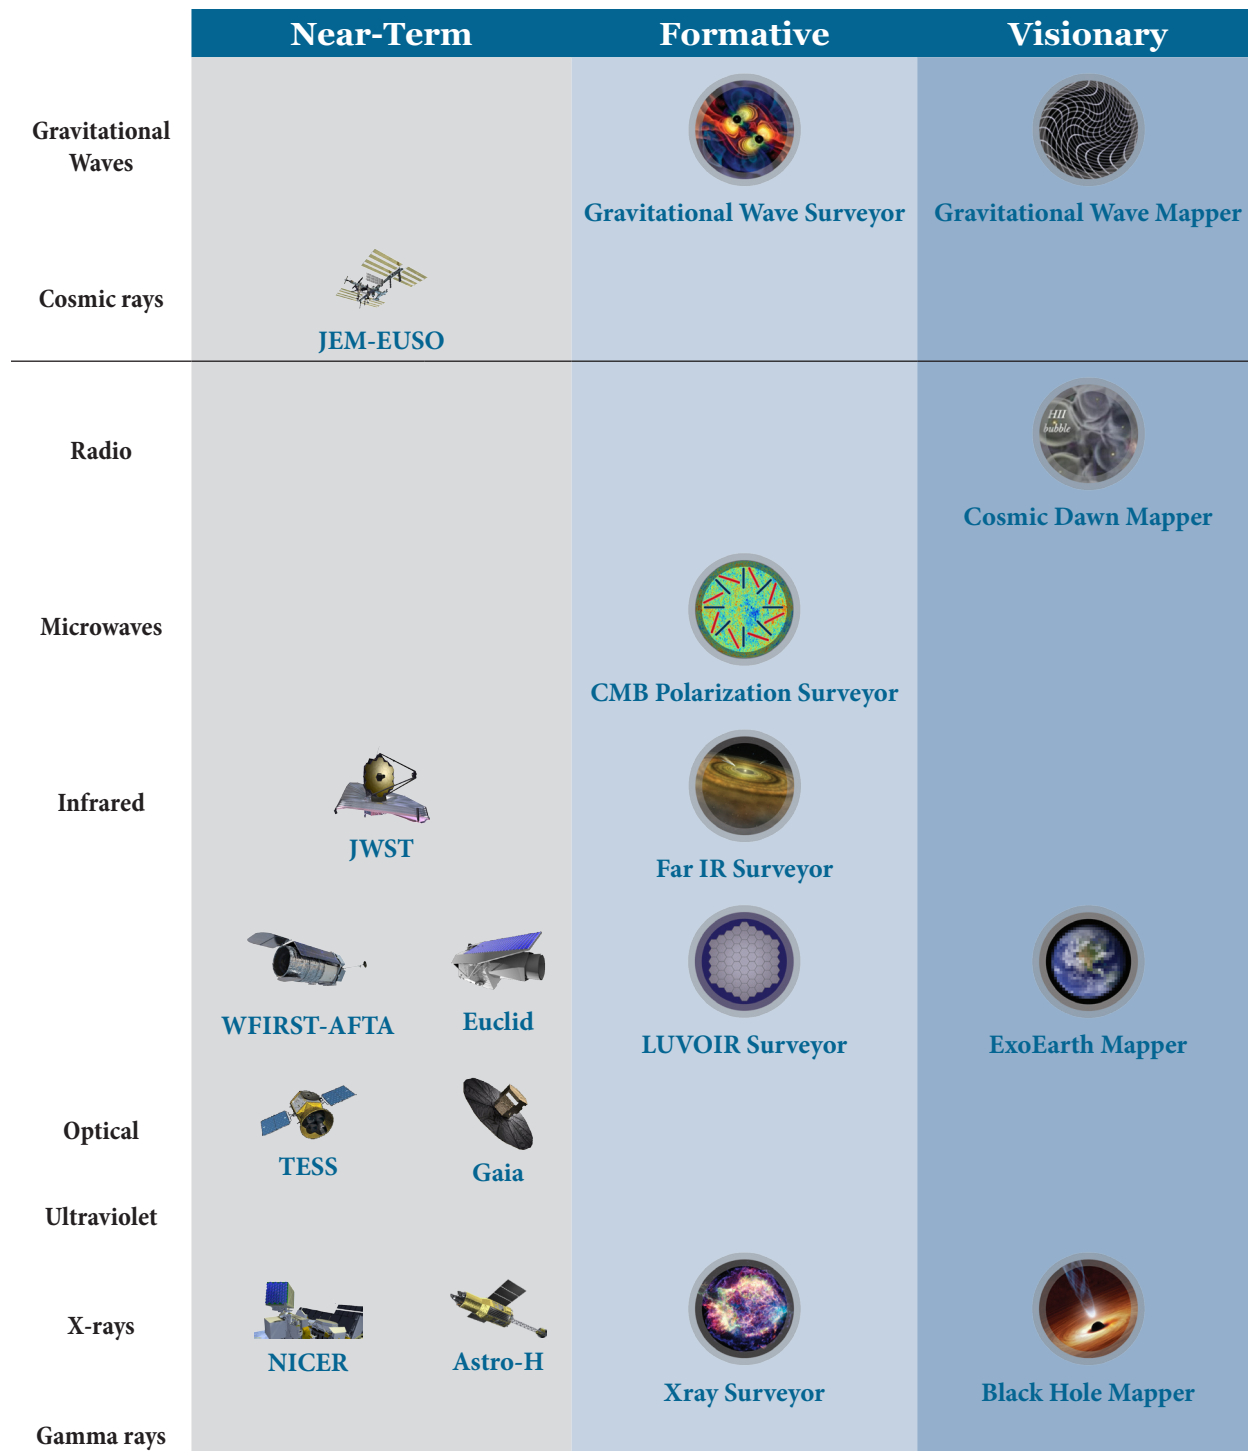 Near-Term Formative Visionary
Gravitational
Waves
Gravitational Wave Surveyor Gravitational Wave Mapper
Cosmic rays
JEM-EUSO
HII
bubble
Radio
Cosmic Dawn Mapper
Microwaves
CMB Polarization Surveyor
Infrared
JWST
Far IR Surveyor
WFIRST-AFTA Euclid LUVOIR Surveyor ExoEarth Mapper
Optical
TESS Gaia
Ultraviolet
X-rays
NICER Astro-H
Xray Surveyor Black Hole Mapper
Gamma rays